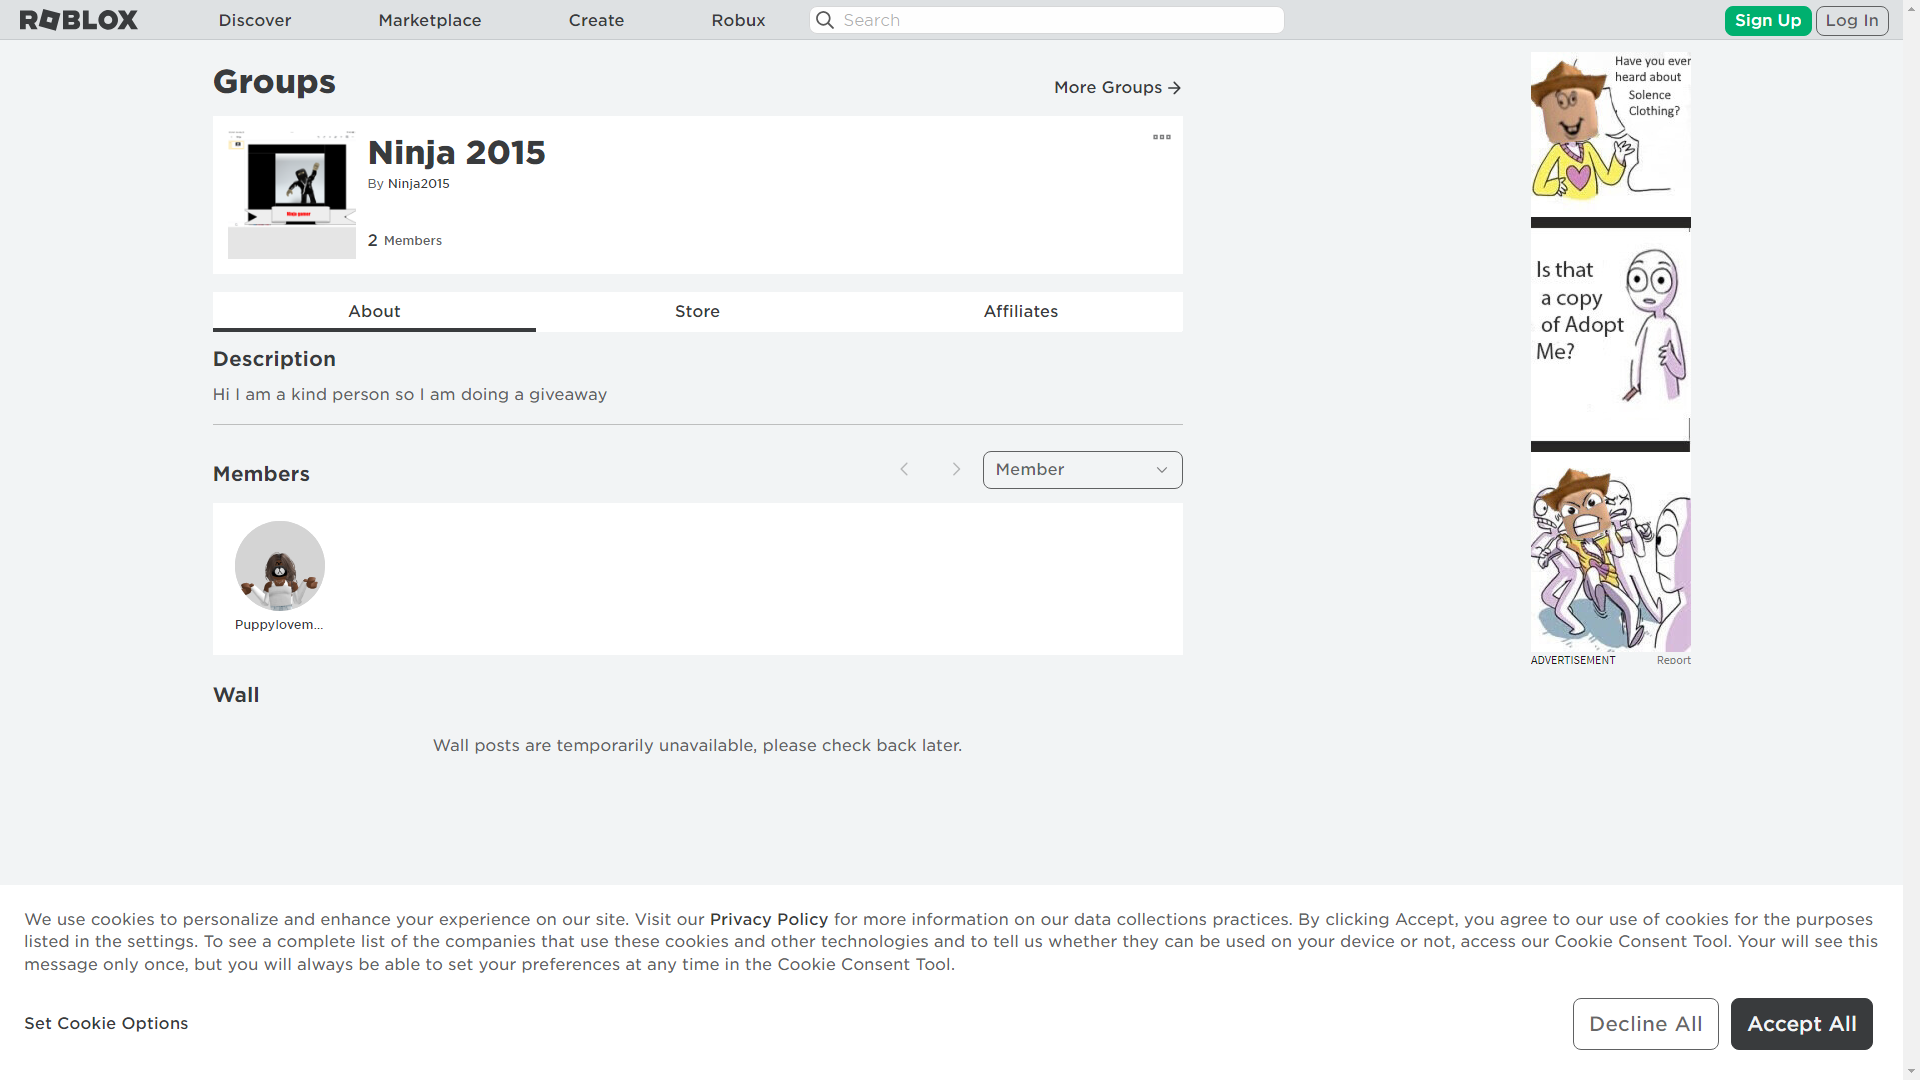 ROBLOX
Discover
Marketplace
Create
Robux
Search
Sign Up
Log In
Groups
More Groups
Ninja 2015
By Ninja2015
2 Members
About
Store
Affiliates
Description
Hi I am a kind person so I am doing a giveaway
Members
Member
Puppylovem...
Wall
Wall posts are temporarily unavailable, please check back later.
Have you ever
heard about
Solence
Clothing?
Is that
a copy
of Adopt
Me?
ADVERTISEMENT
Report
We use cookies to personalize and enhance your experience on our site. Visit our Privacy Policy for more information on our data collections practices. By clicking Accept, you agree to our use of cookies for the purposes
listed in the settings. To see a complete list of the companies that use these cookies and other technologies and to tell us whether they can be used on your device or not, access our Cookie Consent Tool. Your will see this
message only once, but you will always be able to set your preferences at any time in the Cookie Consent Tool.
Set Cookie Options
Decline All
Accept All